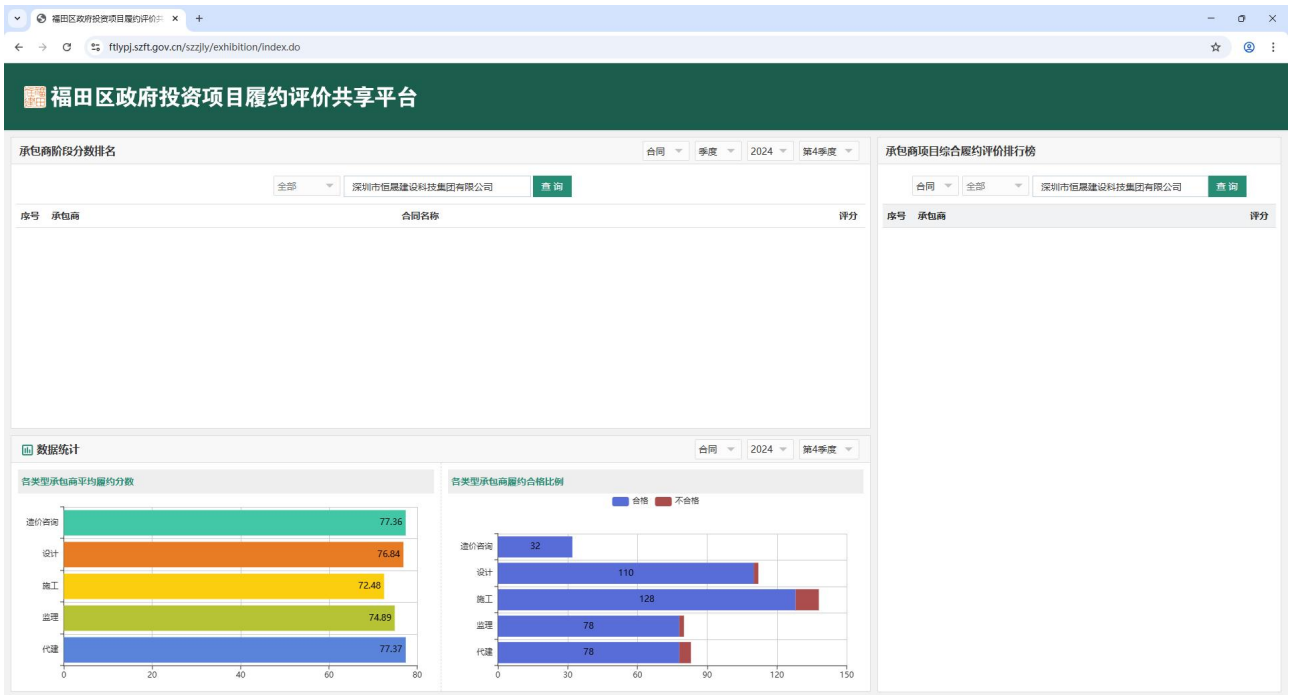 福田区政府投资项目履约评价共
ftlypj.szft.gov.cn/szzjly/exhibition/index.do
福田区政府投资项目履约评价共享平台
承包商阶段分数排名
合同 季度 2024 第4季度
全部 深圳市恒晟建设科技集团有限公司 查询
序号 承包商 合同名称 评分
承包商项目综合履约评价排行榜
合同 全部 深圳市恒晟建设科技集团有限公司 查询
序号 承包商 评分
数据统计
合同 2024 第4季度
各类型承包商平均履约分数
造价咨询 77.36
设计 76.84
施工 72.48
监理 74.89
代建 77.37
0 20 40 60 80
各类型承包商履约合格比例
合格 不合格
造价咨询 32
设计 110
施工 128
监理 78
代建 78
0 30 60 90 120 150